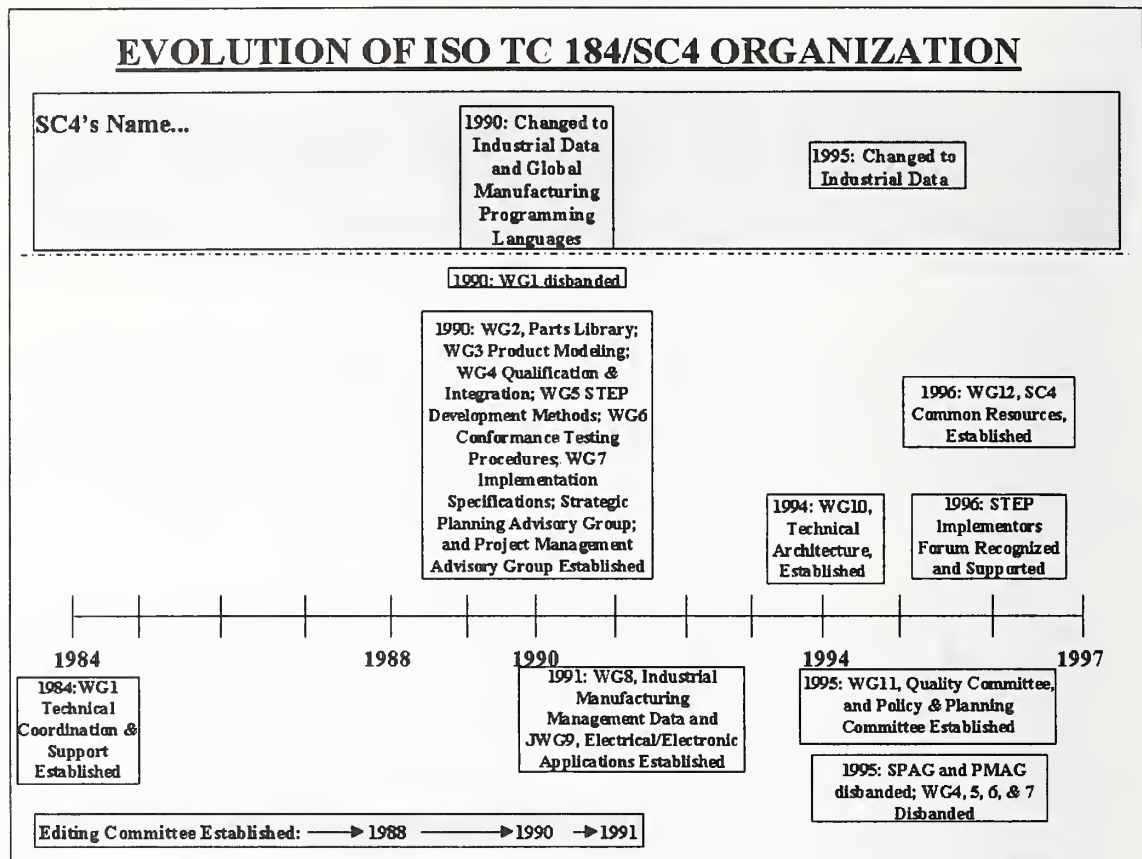 EVOLUTION OF ISO TC 184/SC4 ORGANIZATION
SC4's Name...
1990: Changed to
Industrial Data
and Global
Manufacturing
Programming
Languages
1995: Changed to
Industrial Data
1990: WG1 disbanded
1990: WG2, Parts Library;
WG3 Product Modeling;
WG4 Qualification &
Integration; WG5 STEP
Development Methods; WG6
Conformance Testing
Procedures; WG7
Implementation
Specifications; Strategic
Planning Advisory Group;
and Project Management
Advisory Group Established
1996: WG12, SC4
Common Resources,
Established
1994: WG10,
Technical
Architecture,
Established
1996: STEP
Implementors
Forum Recognized
and Supported
1984 1988 1990 1994 1997
1984:WG1
Technical
Coordination &
Support
Established
1991: WG8, Industrial
Manufacturing
Management Data and
JWG9, Electrical/Electronic
Applications Established
1995: WG11, Quality Committee,
and Policy & Planning
Committee Established
1995: SPAG and PMAG
disbanded; WG4, 5, 6, & 7
Disbanded
Editing Committee Established: 1988 1990 1991